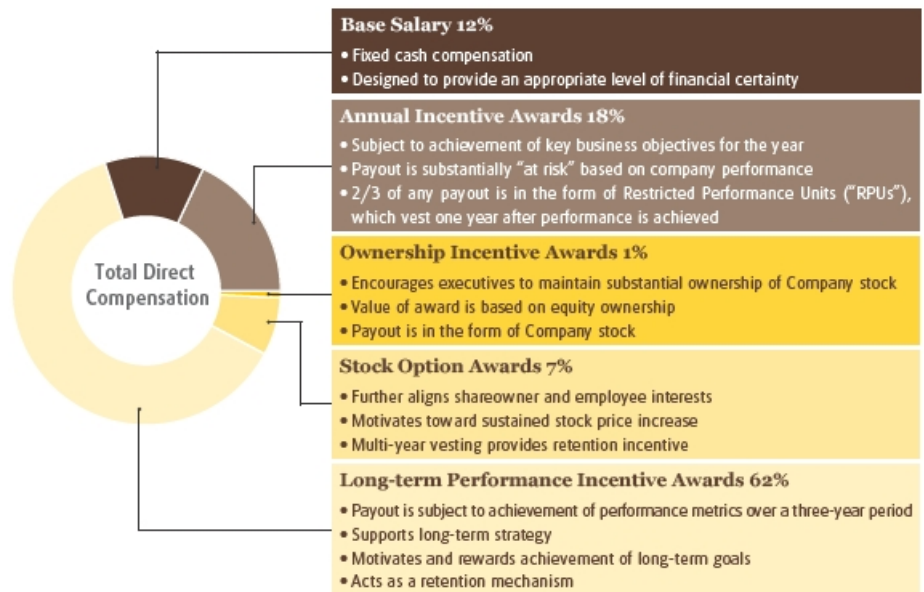 Total Direct
Compensation
Base Salary 12%
• Fixed cash compensation
• Designed to provide an appropriate level of financial certainty
Annual Incentive Awards 18%
• Subject to achievement of key business objectives for the year
• Payout is substantially “at risk” based on company performance
• 2/3 of any payout is in the form of Restricted Performance Units (“RPUs”),
which vest one year after performance is achieved
Ownership Incentive Awards 1%
• Encourages executives to maintain substantial ownership of Company stock
• Value of award is based on equity ownership
• Payout is in the form of Company stock
Stock Option Awards 7%
• Further aligns shareowner and employee interests
• Motivates toward sustained stock price increase
• Multi-year vesting provides retention incentive
Long-term Performance Incentive Awards 62%
• Payout is subject to achievement of performance metrics over a three-year period
• Supports long-term strategy
• Motivates and rewards achievement of long-term goals
• Acts as a retention mechanism